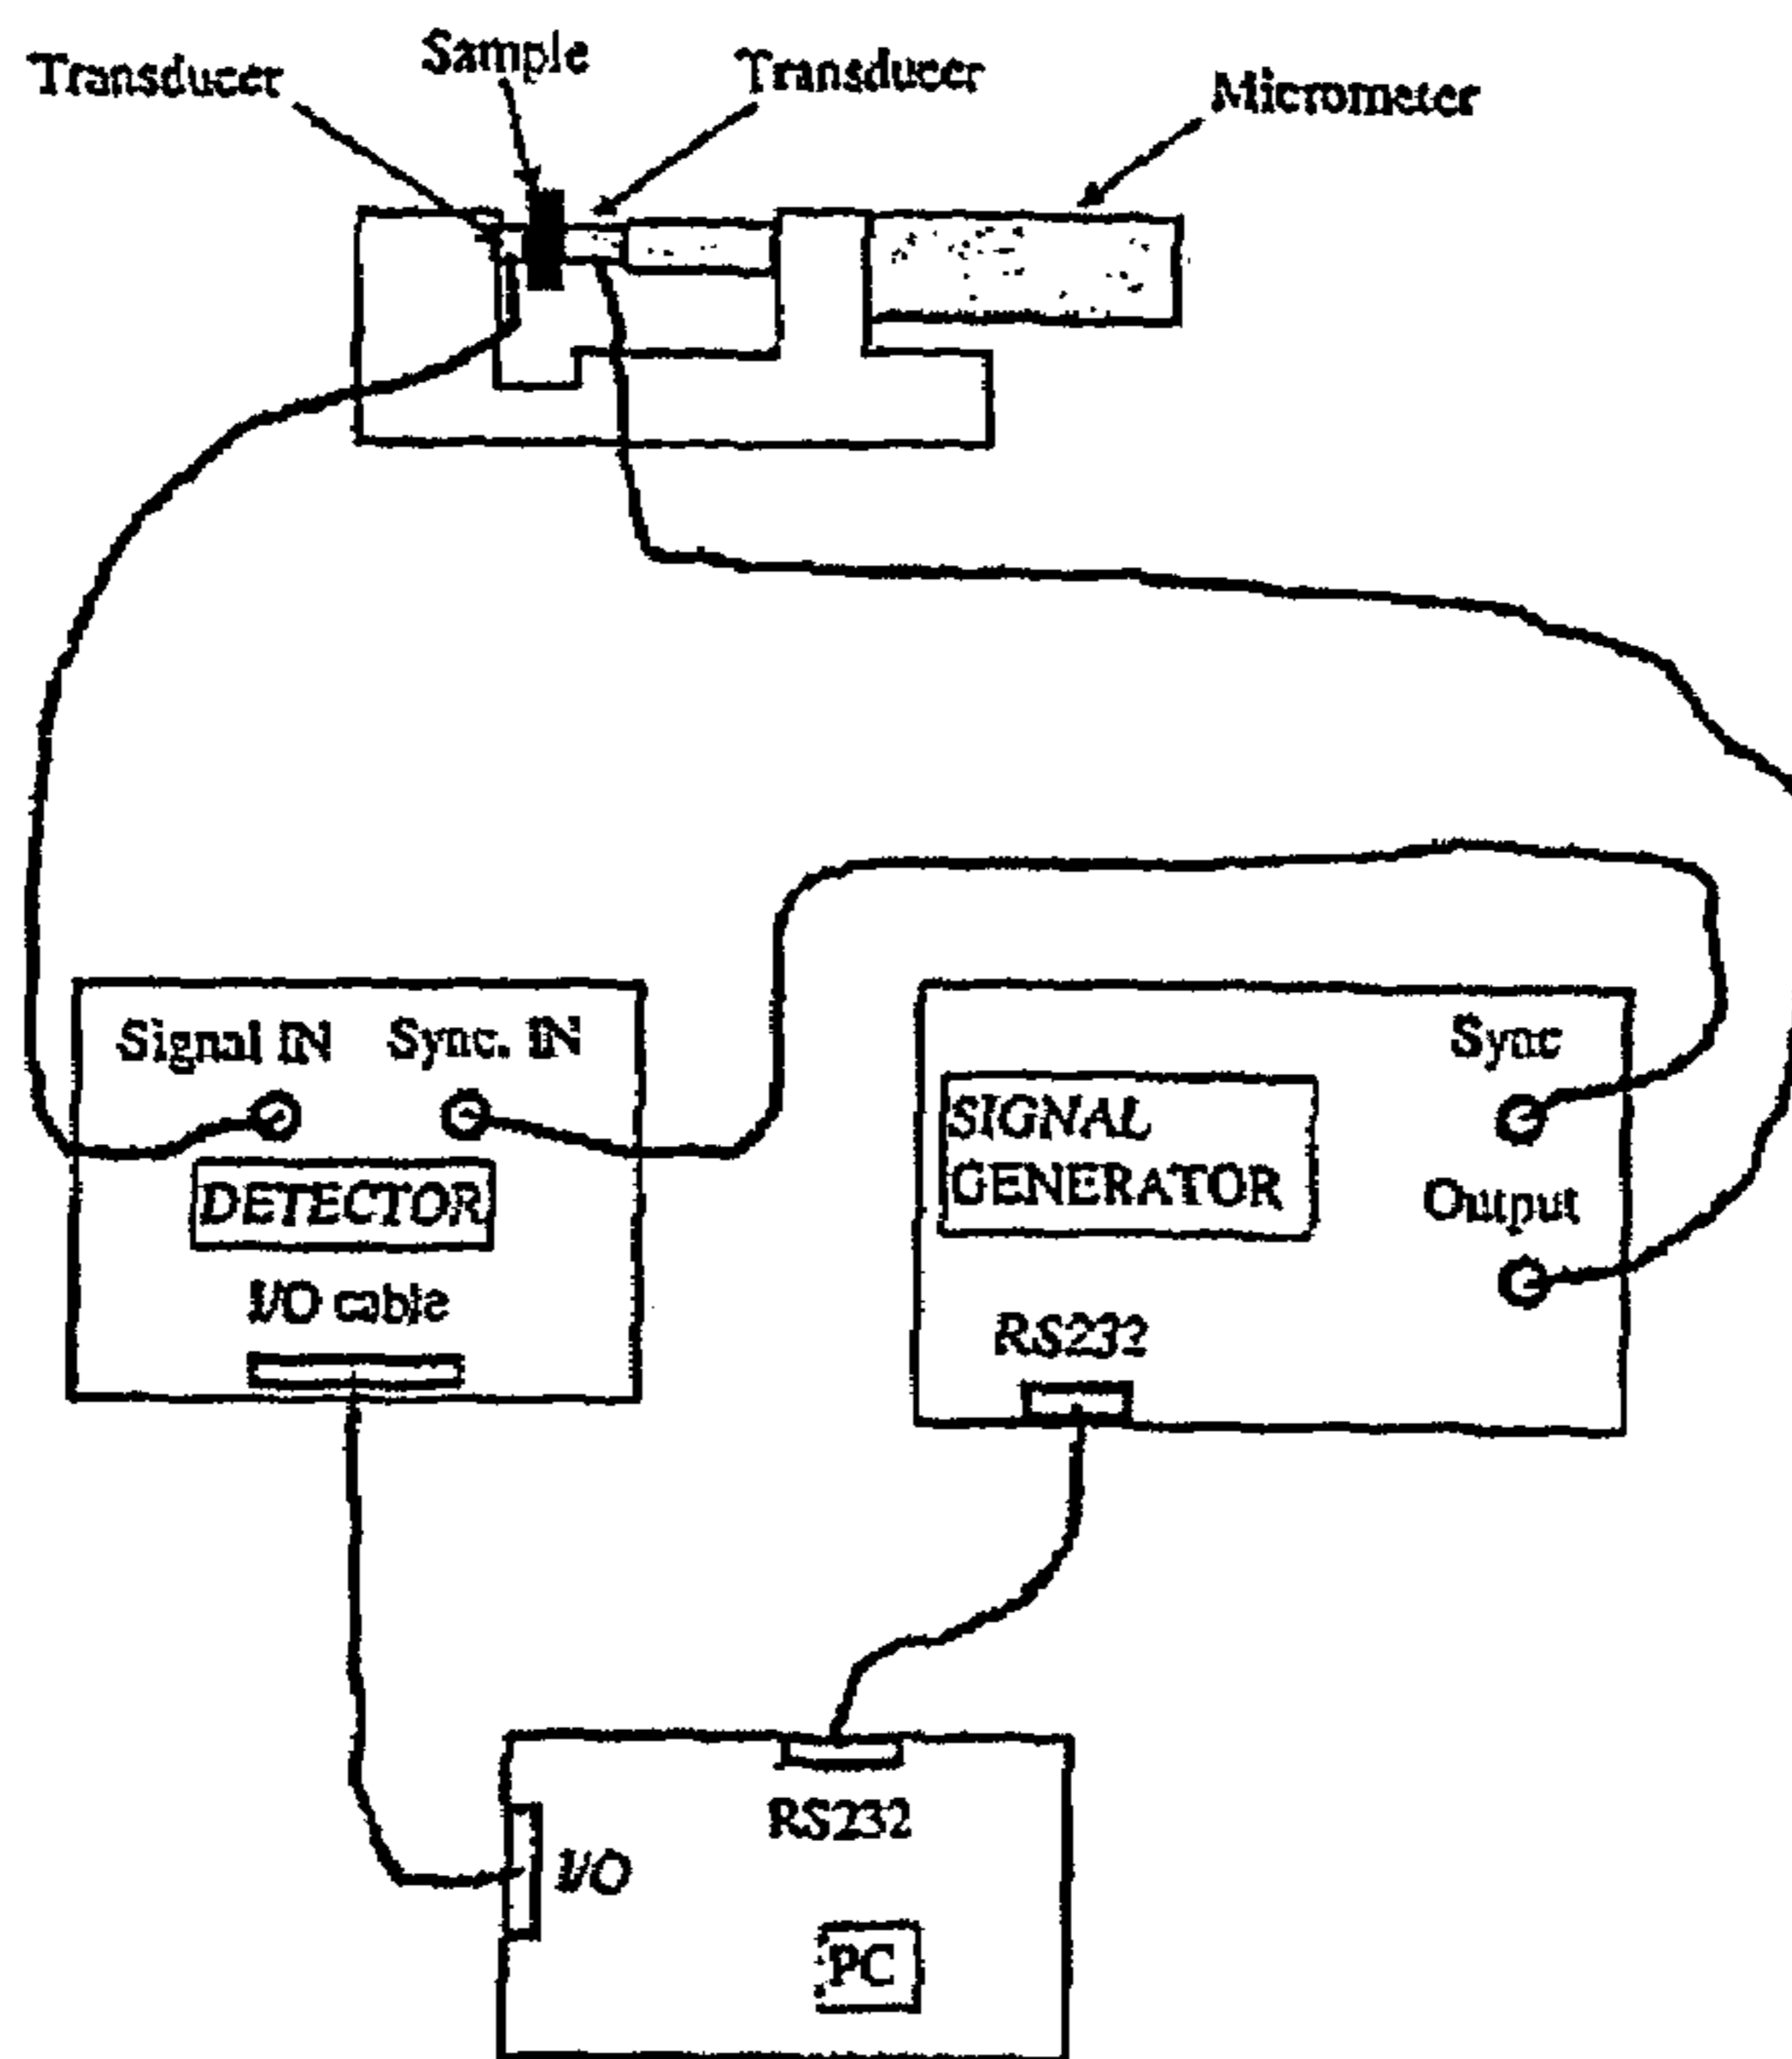 Transducer
Sample
Transducer
Micrometer
Signal IN
Sync. IN
DETECTOR
I/O cable
SIGNAL
GENERATOR
Sync
Output
RS232
RS232
I/O
PC